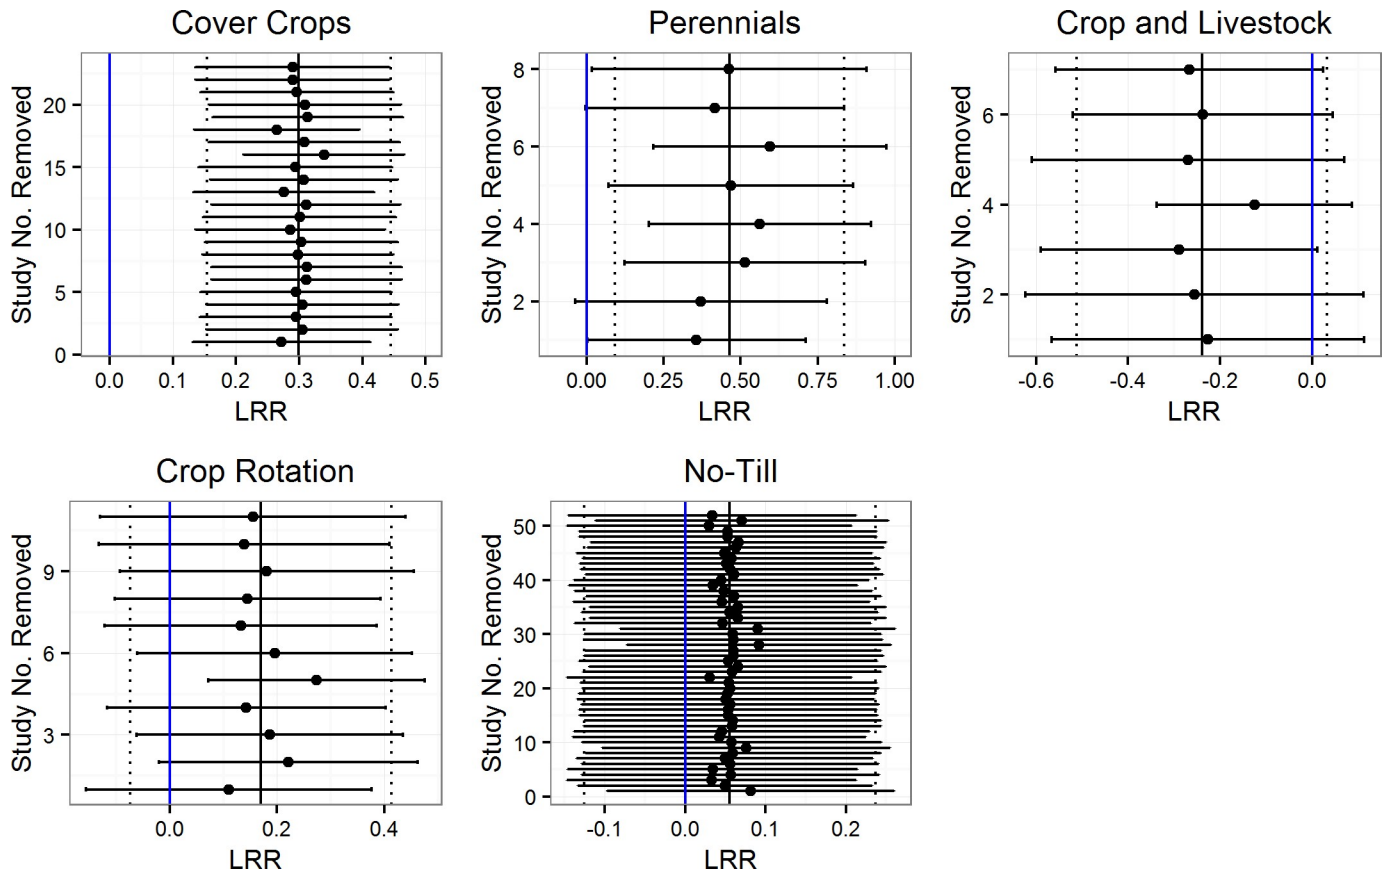 Cover Crops
Study No. Removed
20
15
10
5
0
0.0 0.1 0.2 0.3 0.4 0.5
LRR
Perennials
Study No. Removed
8
6
4
2
0.00 0.25 0.50 0.75 1.00
LRR
Crop and Livestock
Study No. Removed
6
4
2
-0.6 -0.4 -0.2 0.0
LRR
Crop Rotation
Study No. Removed
9
6
3
0.0 0.2 0.4
LRR
No-Till
Study No. Removed
50
40
30
20
10
0
-0.1 0.0 0.1 0.2
LRR